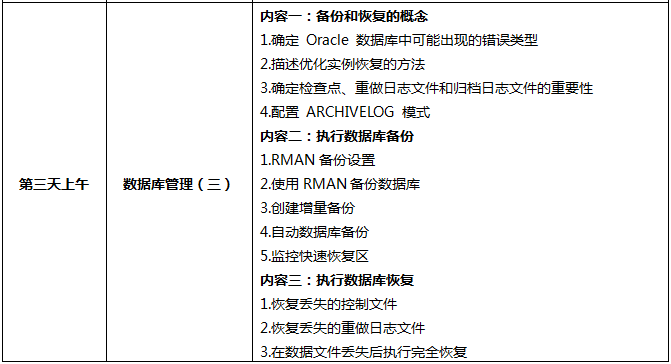 第三天上午
数据库管理（三）
内容一：备份和恢复的概念
1.确定 Oracle 数据库中可能出现的错误类型
2.描述优化实例恢复的方法
3.确定检查点、重做日志文件和归档日志文件的重要性
4.配置 ARCHIVELOG 模式
内容二：执行数据库备份
1.RMAN备份设置
2.使用RMAN备份数据库
3.创建增量备份
4.自动数据库备份
5.监控快速恢复区
内容三：执行数据库恢复
1.恢复丢失的控制文件
2.恢复丢失的重做日志文件
3.在数据文件丢失后执行完全恢复